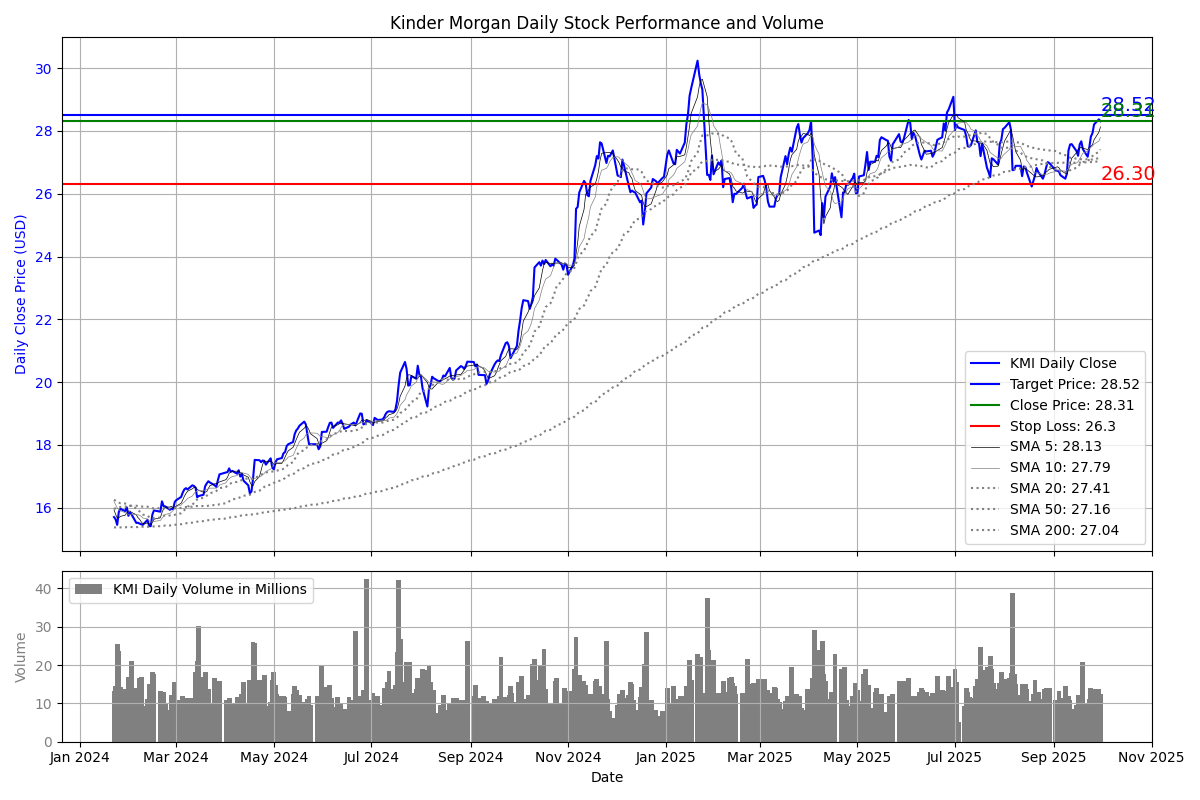 Kinder Morgan Daily Stock Performance and Volume
Daily Close Price (USD)
30
28
26
24
22
20
18
16
28.52
28.31
26.30
KMI Daily Close
Target Price: 28.52
Close Price: 28.31
Stop Loss: 26.3
SMA 5: 28.13
SMA 10: 27.79
SMA 20: 27.41
SMA 50: 27.16
SMA 200: 27.04
KMI Daily Volume in Millions
Volume
40
30
20
10
0
Jan 2024 Mar 2024 May 2024 Jul 2024 Sep 2024 Nov 2024 Jan 2025 Mar 2025 May 2025 Jul 2025 Sep 2025 Nov 2025
Date